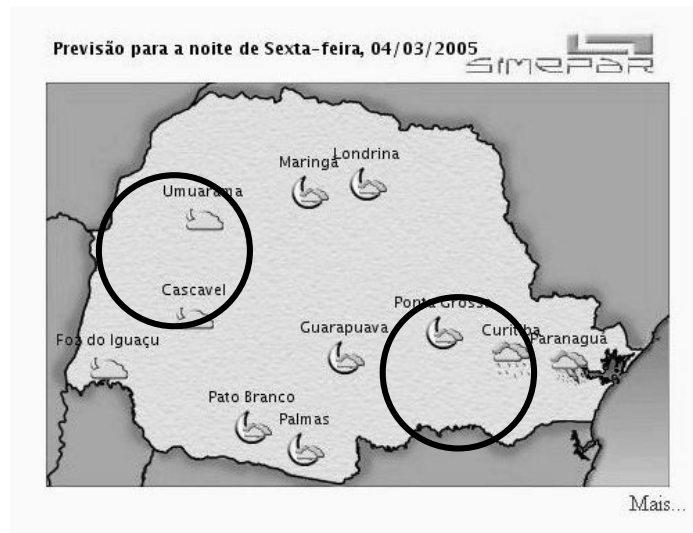 Previsão para a noite de Sexta-feira, 04/03/2005
SIMEPAR
Londrina
Maringá
Umuarama
Cascavel
Ponta Grossa
Guarapuava
Curitiba
Paranaguá
Foz do Iguaçu
Pato Branco
Palmas
Mais...